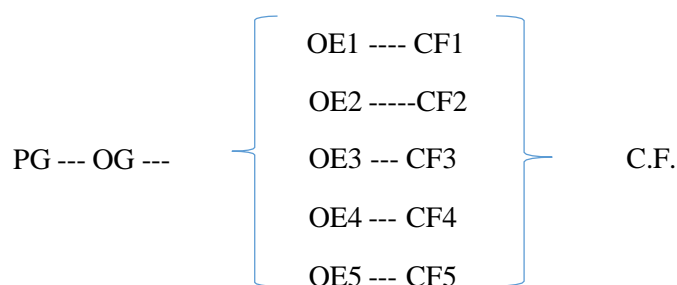 OE1 ---- CF1
OE2 -----CF2
PG --- OG --- OE3 --- CF3 C.F.
OE4 --- CF4
OE5 --- CF5